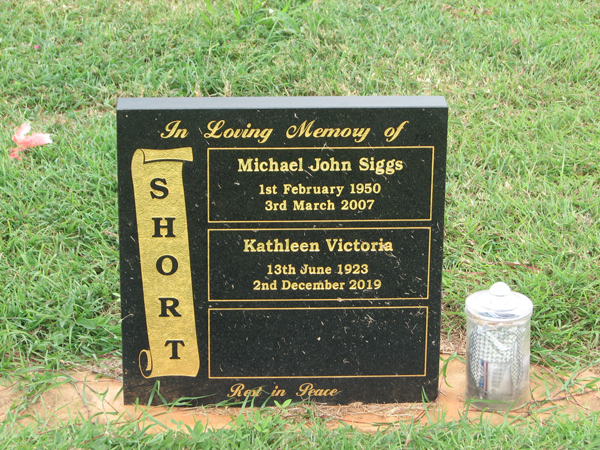 In Loving Memory of
SHORT
Michael John Siggs
1st February 1950
3rd March 2007
Kathleen Victoria
13th June 1923
2nd December 2019
Rest in Peace